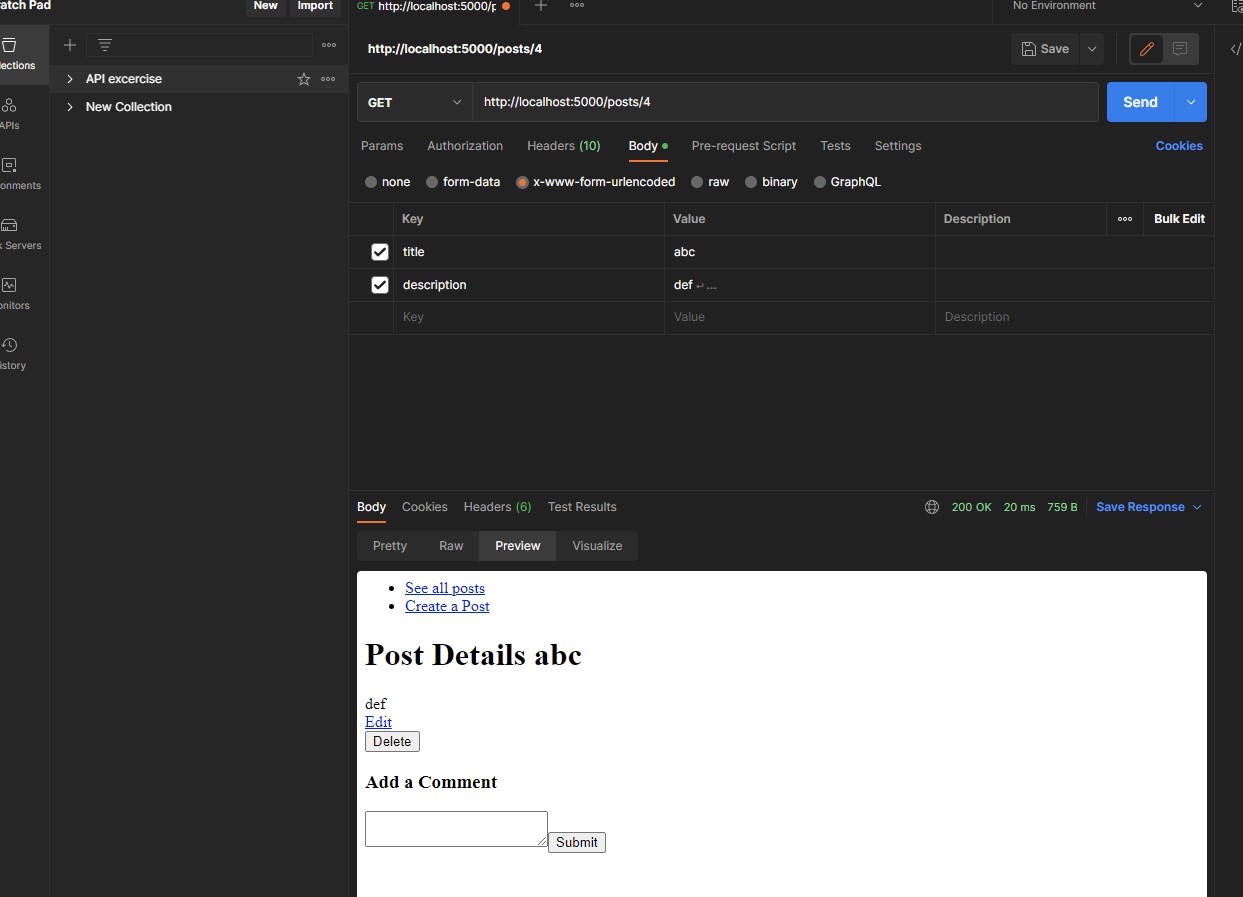 atch Pad
New
Import
GET http://localhost:5000/p
No Environment
lections
APIs
onments
k Servers
onitors
istory
API excercise
New Collection
http://localhost:5000/posts/4
Save
GET
http://localhost:5000/posts/4
Send
Params
Authorization
Headers (10)
Body
Pre-request Script
Tests
Settings
Cookies
none
form-data
x-www-form-urlencoded
raw
binary
GraphQL
Key
Value
Description
Bulk Edit
title
abc
description
def ↵ ...
Key
Value
Description
Body
Cookies
Headers (6)
Test Results
200 OK
20 ms
759 B
Save Response
Pretty
Raw
Preview
Visualize
See all posts
Create a Post
Post Details abc
def
Edit
Delete
Add a Comment
Submit